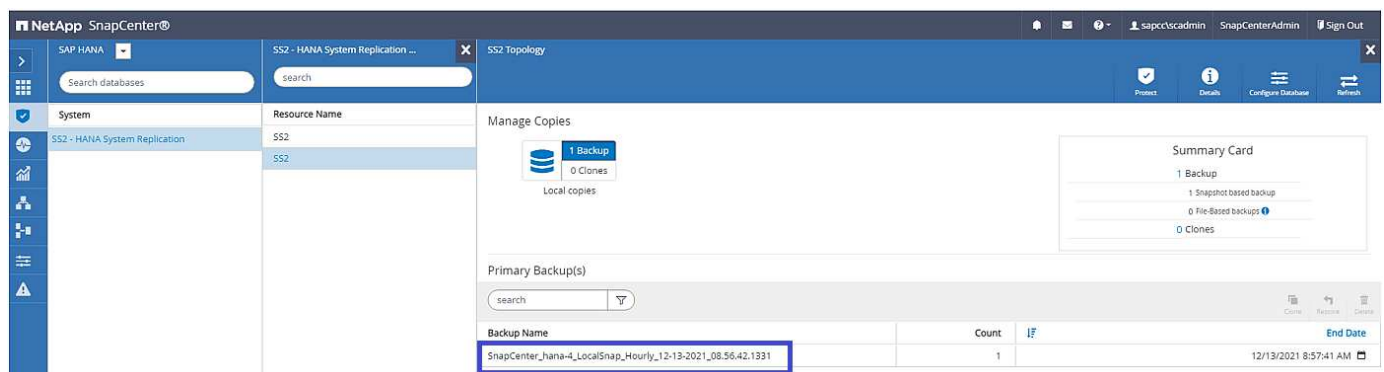 NetApp SnapCenter®
sapcc\scadmin SnapCenterAdmin Sign Out
SAP HANA
SS2 - HANA System Replication ...
SS2 Topology
Search databases
search
Protect
Details
Configure Database
Refresh
System
Resource Name
SS2 - HANA System Replication
SS2
SS2
Manage Copies
1 Backup
0 Clones
Local copies
Summary Card
1 Backup
1 Snapshot based backup
0 File-Based backups
0 Clones
Primary Backup(s)
search
Clone
Restore
Delete
Backup Name
Count
End Date
SnapCenter_hana-4_LocalSnap_Hourly_12-13-2021_08.56.42.1331
1
12/13/2021 8:57:41 AM